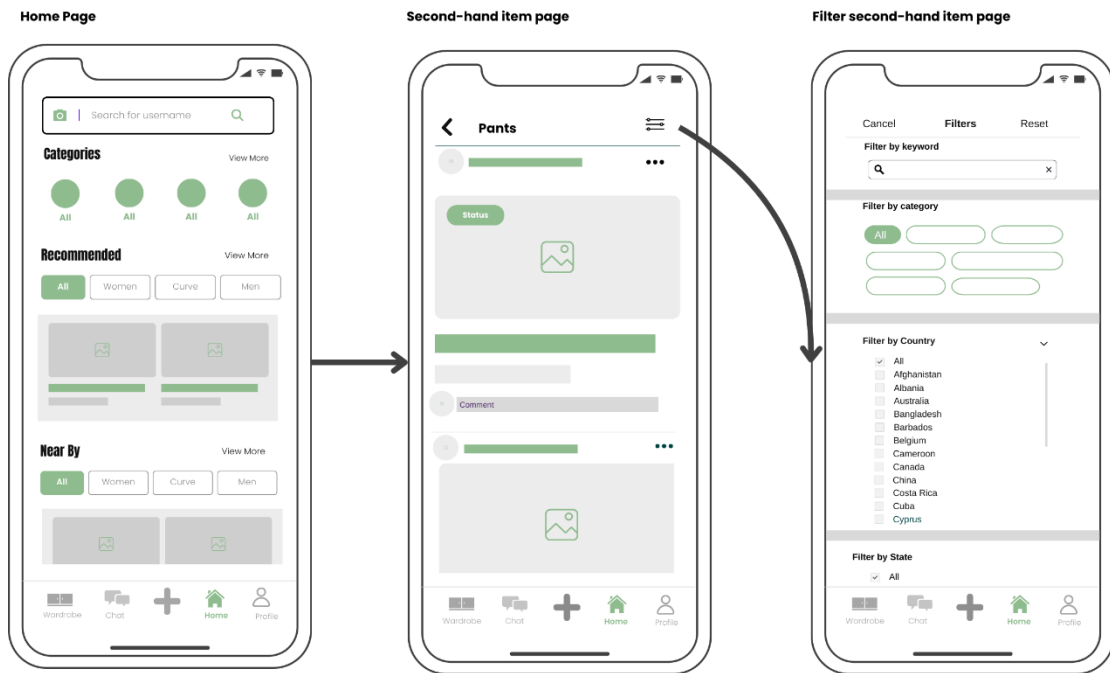 Home Page
Search for username
Categories
View More
All All All All
Recommended
View More
All Women Curve Men
Near By
View More
All Women Curve Men
Wardrobe Chat Home Profile
Second-hand item page
Pants
Status
Comment
Wardrobe Chat Home Profile
Filter second-hand item page
Cancel Filters Reset
Filter by keyword
Filter by category
All
Filter by Country
All
Afghanistan
Albania
Australia
Bangladesh
Barbados
Belgium
Cameroon
Canada
China
Costa Rica
Cuba
Cyprus
Filter by State
All
Wardrobe Chat Home Profile